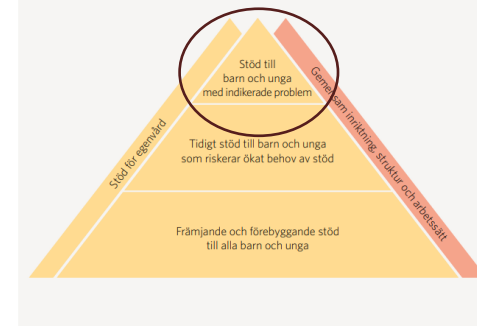 Stöd till
barn och unga
med indikerade problem
Gemensam inriktning, struktur och arbetssätt
Stöd för egenvård
Tidigt stöd till barn och unga
som riskerar ökat behov av stöd
Främjande och förebyggande stöd
till alla barn och unga